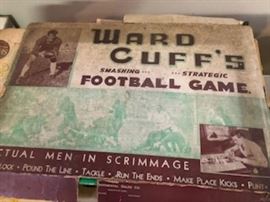 WARD
CUFF'S
SMASHING--- ---STRATEGIC
FOOTBALL GAME.
CTUAL MEN IN SCRIMMAGE
LOCK • POUND THE LINE • TACKLE • RUN THE ENDS • MAKE PLACE KICKS • PUNT